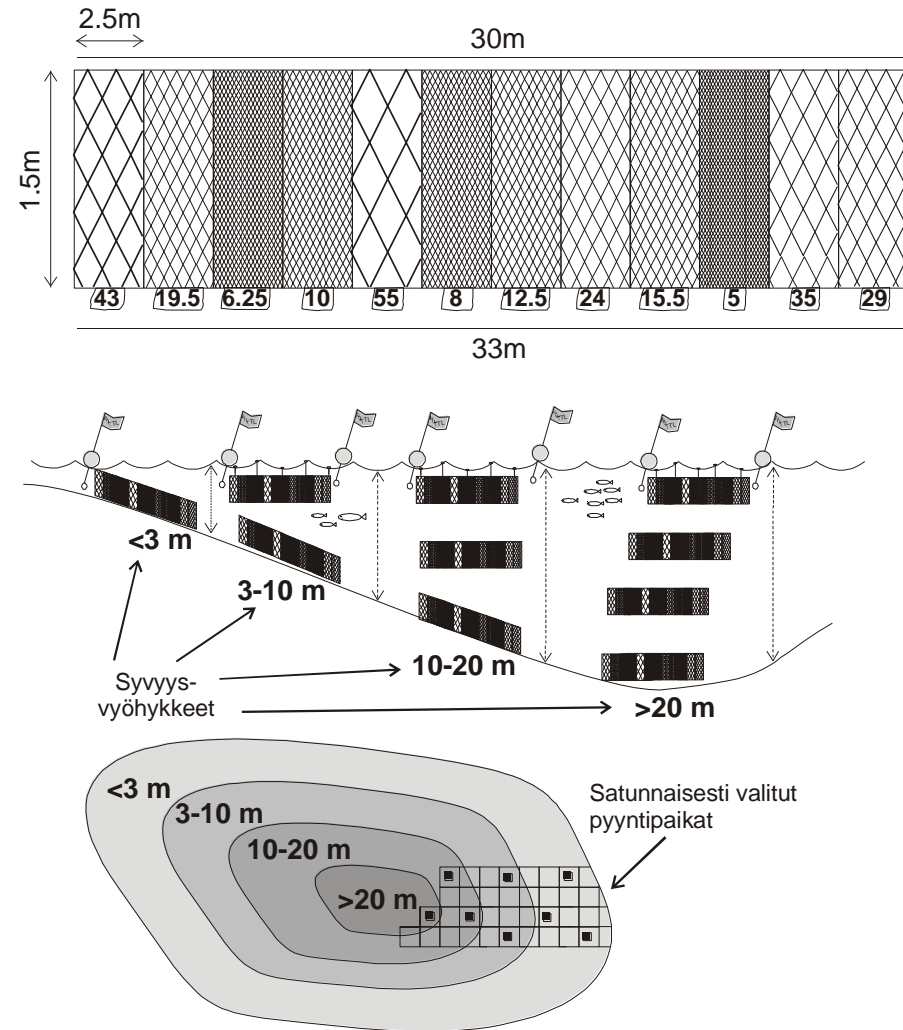 2.5m
30m
1.5m
43 19.5 6.25 10 55 8 12.5 24 15.5 5 35 29
33m
<3 m
3-10 m
10-20 m
>20 m
Syvyys-
vyöhykkeet
<3 m
3-10 m
10-20 m
>20 m
Satunnaisesti valitut
pyyntipaikat